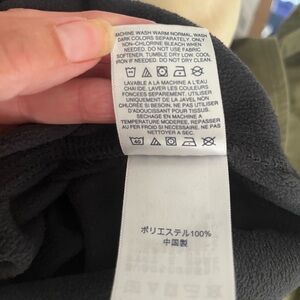 MACHINE WASH WARM NORMAL, WASH
DARK COLORS SEPARATELY, ONLY
NON-CHLORINE BLEACH WHEN
NEEDED. DO NOT USE FABRIC
SOFTENER, TUMBLE DRY LOW, COOL
IRON IF NEEDED. DO NOT DRY CLEAN.
LAVABLE A LA MACHINE A L'EAU
CHAUDE. LAVER LES COULEURS
FONCEES SEPAREMENT. UTILISER
UNIQUEMENT DE LA JAVEL NON
CHLOREE SI BESOIN. NE PAS UTILISER
D'ADOUCISSANT POUR TISSUS.
SECHAGE EN MACHINE A
TEMPERATURE MODEREE, REPASSER
AU FER DOUX SI NECESSAIRE. NE PAS
NETTOYER A SEC.
40
ポリエステル100%
中国製